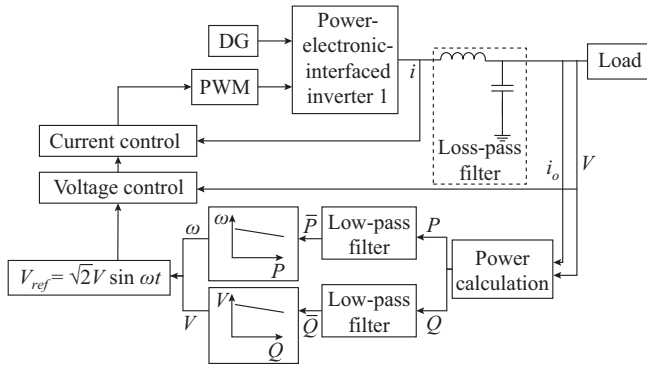 DG
Power-
electronic-
interfaced
inverter 1
Load
PWM
i
Current control
Loss-pass
filter
i_o
V
Voltage control
ω
ω
P
P̅
Low-pass
filter
P
Power
calculation
V_ref = √2V sin ωt
V
V
Q
Q̅
Low-pass
filter
Q